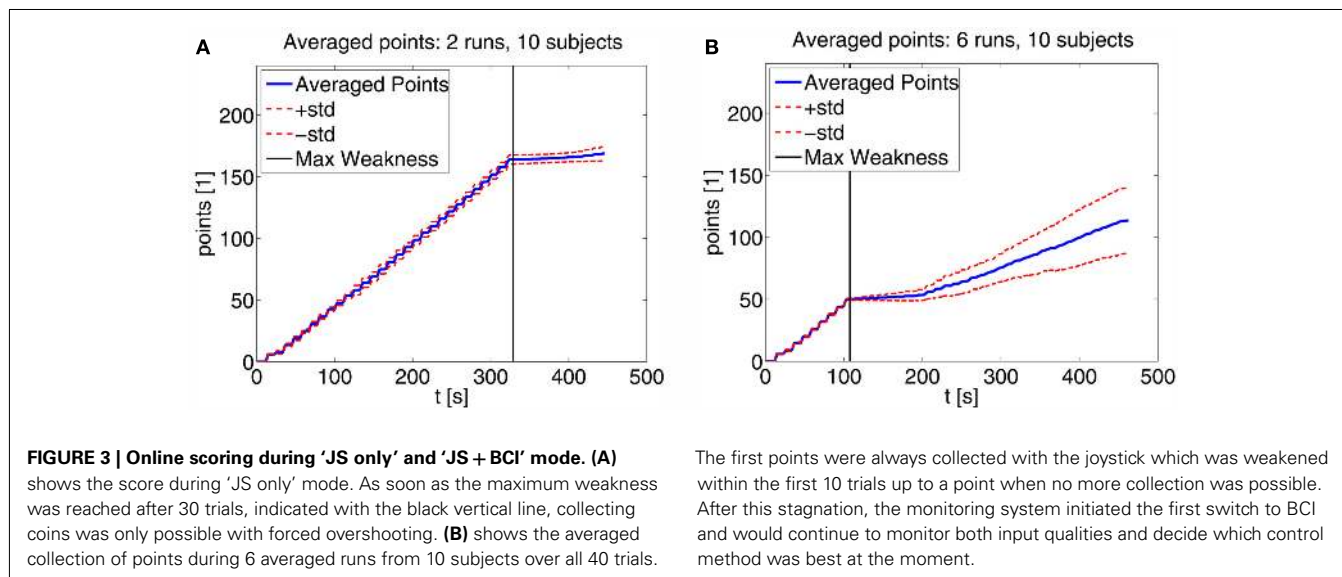 A
Averaged points: 2 runs, 10 subjects
Averaged Points
+std
−std
Max Weakness
points [1]
200
150
100
50
0
0 100 200 300 400 500
t [s]
B
Averaged points: 6 runs, 10 subjects
Averaged Points
+std
−std
Max Weakness
points [1]
200
150
100
50
0
0 100 200 300 400 500
t [s]
FIGURE 3 | Online scoring during ‘JS only’ and ‘JS + BCI’ mode. (A)
shows the score during ‘JS only’ mode. As soon as the maximum weakness
was reached after 30 trials, indicated with the black vertical line, collecting
coins was only possible with forced overshooting. (B) shows the averaged
collection of points during 6 averaged runs from 10 subjects over all 40 trials.
The first points were always collected with the joystick which was weakened
within the first 10 trials up to a point when no more collection was possible.
After this stagnation, the monitoring system initiated the first switch to BCI
and would continue to monitor both input qualities and decide which control
method was best at the moment.